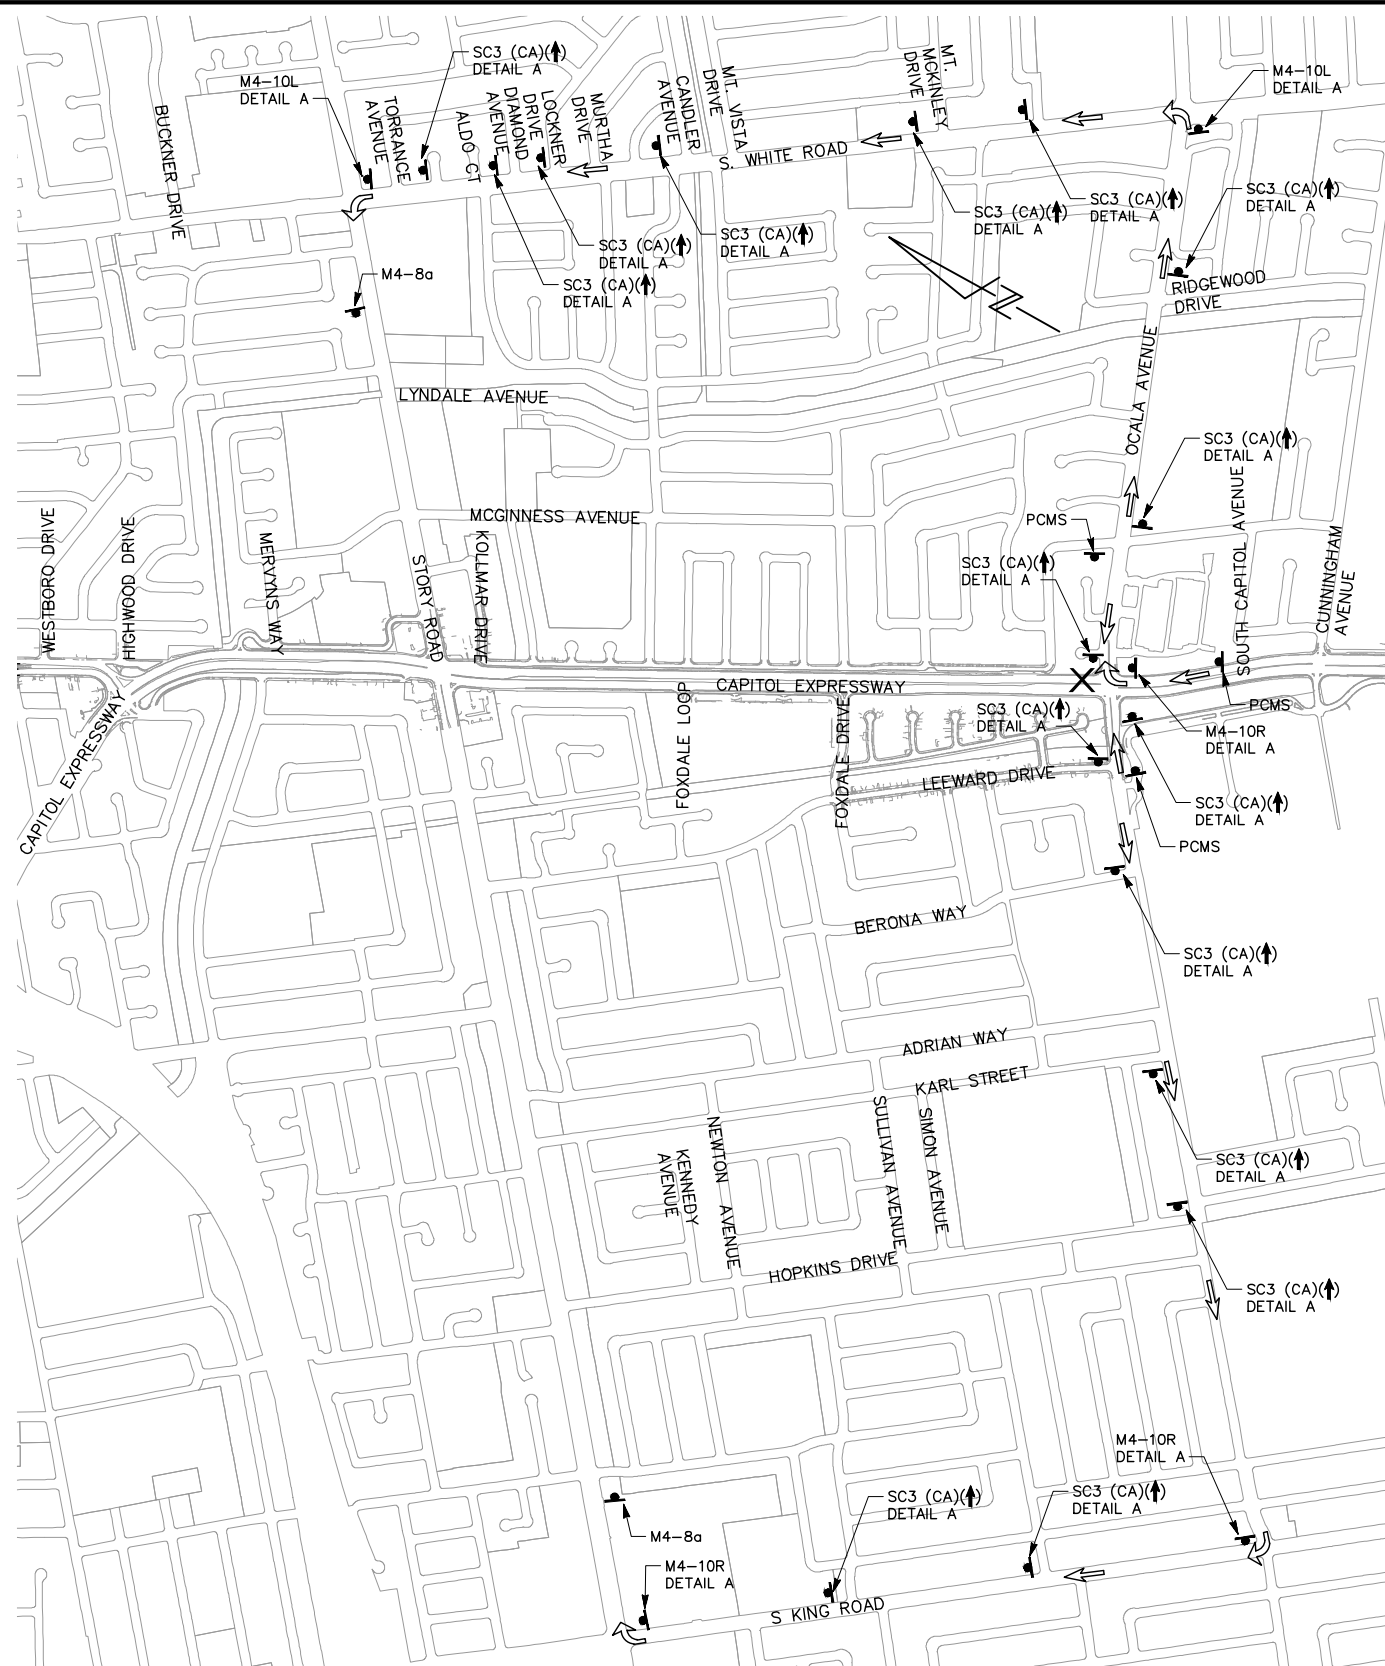 SC3 (CA)(
DETAIL A
M4-10L
DETAIL A
BUCKNER DRIVE
TORRANCE
AVENUE
ALDO CT
DIAMOND
AVENUE
LOCKNER
DRIVE
MURTHA
DRIVE
CANDLER
AVENUE
MT. VISTA
DRIVE
MT.
MCKINLEY
DRIVE
M4-10L
DETAIL A
S. WHITE ROAD
SC3 (CA)(
DETAIL A
SC3 (CA)(
DETAIL A
SC3 (CA)(
DETAIL A
SC3 (CA)(
DETAIL A
SC3 (CA)(
DETAIL A
SC3 (CA)(
DETAIL A
M4-8a
Z
RIDGEWOOD
DRIVE
OCALA AVENUE
LYNDALE AVENUE
SC3 (CA)(
DETAIL A
SOUTH CAPITOL AVENUE
WESTBORO DRIVE
HIGHWOOD DRIVE
MERVYNS WAY
STORY ROAD
KOLLMAR DRIVE
MCGINNESS AVENUE
PCMS
SC3 (CA)(
DETAIL A
CUNNINGHAM
AVENUE
CAPITOL EXPRESSWAY
CAPITOL EXPRESSWAY
FOXDALE LOOP
FOXDALE DRIVE
SC3 (CA)(
DETAIL A
PCMS
M4-10R
DETAIL A
LEEWARD DRIVE
SC3 (CA)(
DETAIL A
PCMS
BERONA WAY
SC3 (CA)(
DETAIL A
ADRIAN WAY
KARL STREET
SULLIVAN AVENUE
SIMON AVENUE
NEWTON AVENUE
KENNEDY
AVENUE
SC3 (CA)(
DETAIL A
HOPKINS DRIVE
SC3 (CA)(
DETAIL A
M4-10R
DETAIL A
SC3 (CA)(
DETAIL A
SC3 (CA)(
DETAIL A
M4-8a
M4-10R
DETAIL A
S KING ROAD